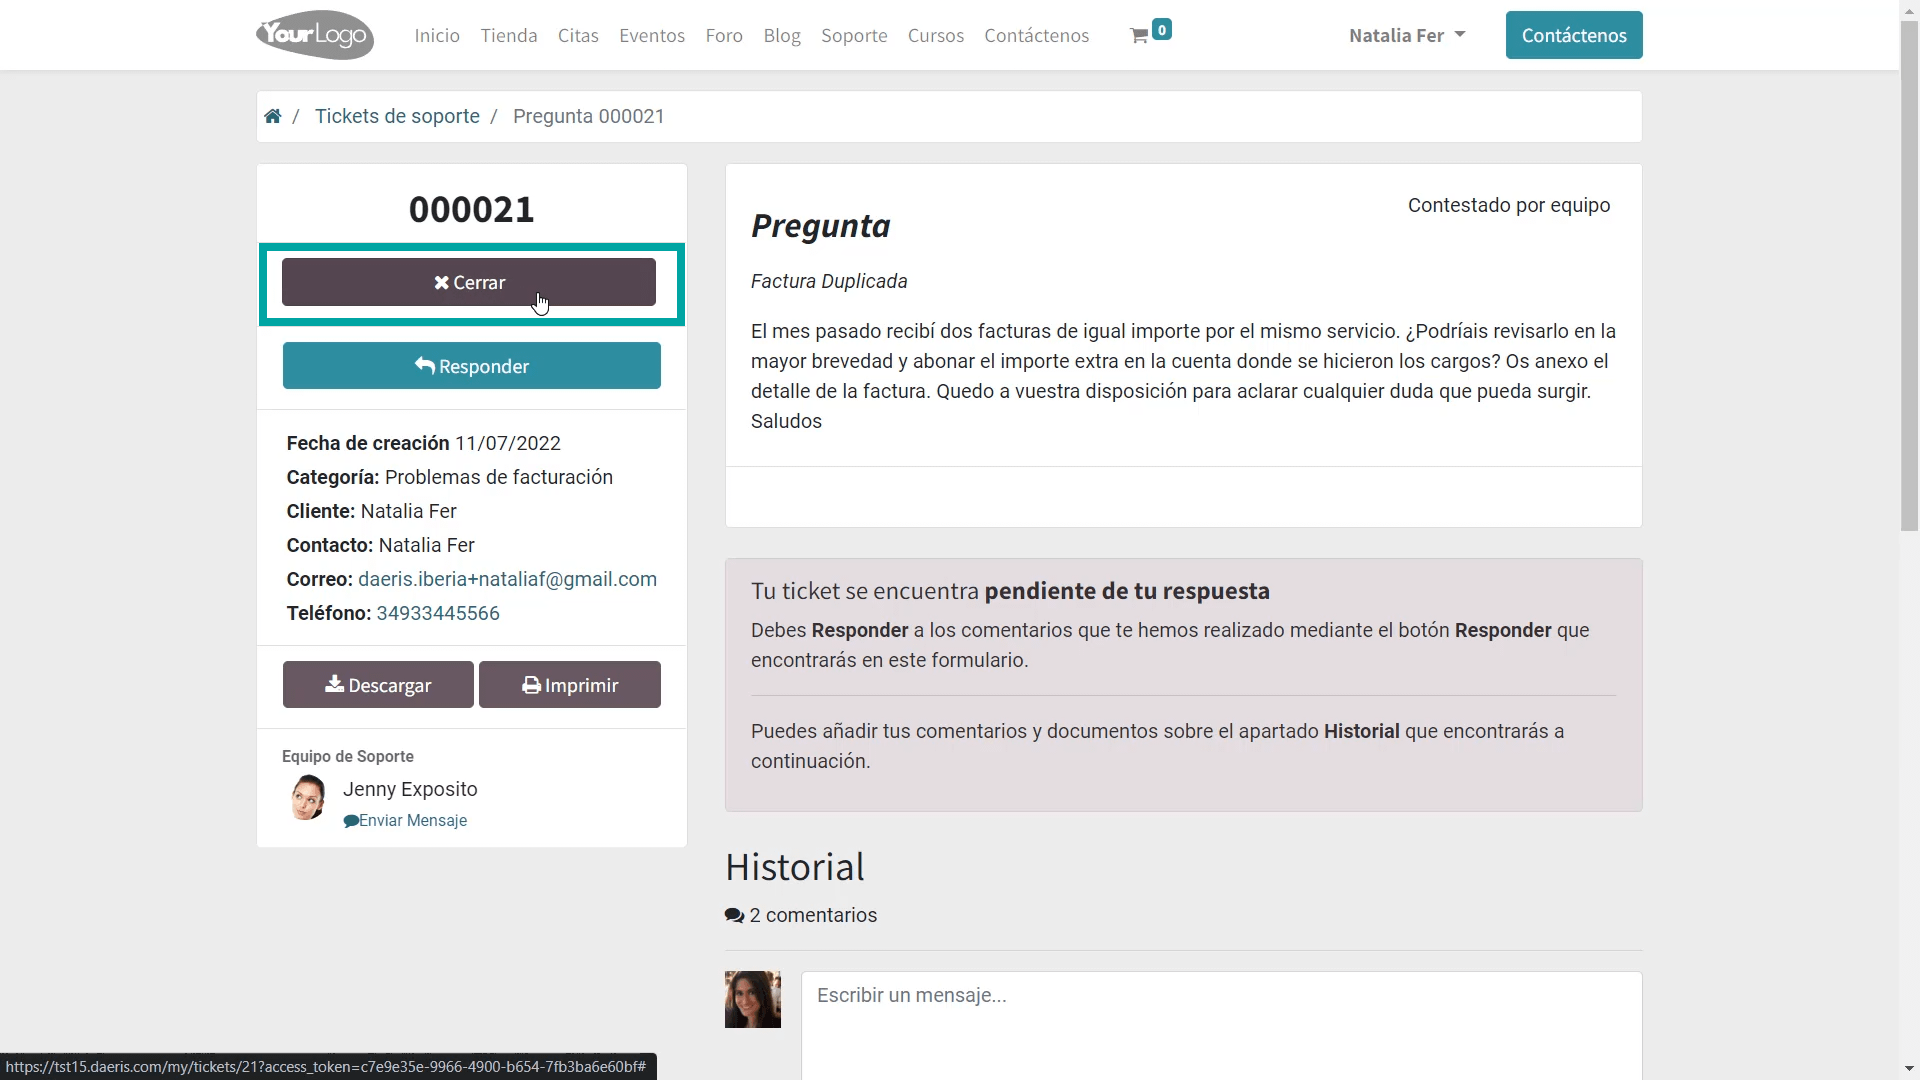 YourLogo
Inicio Tienda Citas Eventos Foro Blog Soporte Cursos Contáctenos 0 Natalia Fer Contáctenos
/ Tickets de soporte / Pregunta 000021
000021
Cerrar
Responder
Fecha de creación 11/07/2022
Categoría: Problemas de facturación
Cliente: Natalia Fer
Contacto: Natalia Fer
Correo: daeris.iberia+nataliaf@gmail.com
Teléfono: 34933445566
Descargar Imprimir
Equipo de Soporte
Jenny Exposito
Enviar Mensaje
Contestado por equipo
Pregunta
Factura Duplicada
El mes pasado recibí dos facturas de igual importe por el mismo servicio. ¿Podríais revisarlo en la
mayor brevedad y abonar el importe extra en la cuenta donde se hicieron los cargos? Os anexo el
detalle de la factura. Quedo a vuestra disposición para aclarar cualquier duda que pueda surgir.
Saludos
Tu ticket se encuentra pendiente de tu respuesta
Debes Responder a los comentarios que te hemos realizado mediante el botón Responder que
encontrarás en este formulario.
Puedes añadir tus comentarios y documentos sobre el apartado Historial que encontrarás a
continuación.
Historial
2 comentarios
Escribir un mensaje...
https://tst15.daeris.com/my/tickets/21?access_token=c7e9e35e-9966-4900-b654-7fb3ba6e60bf#